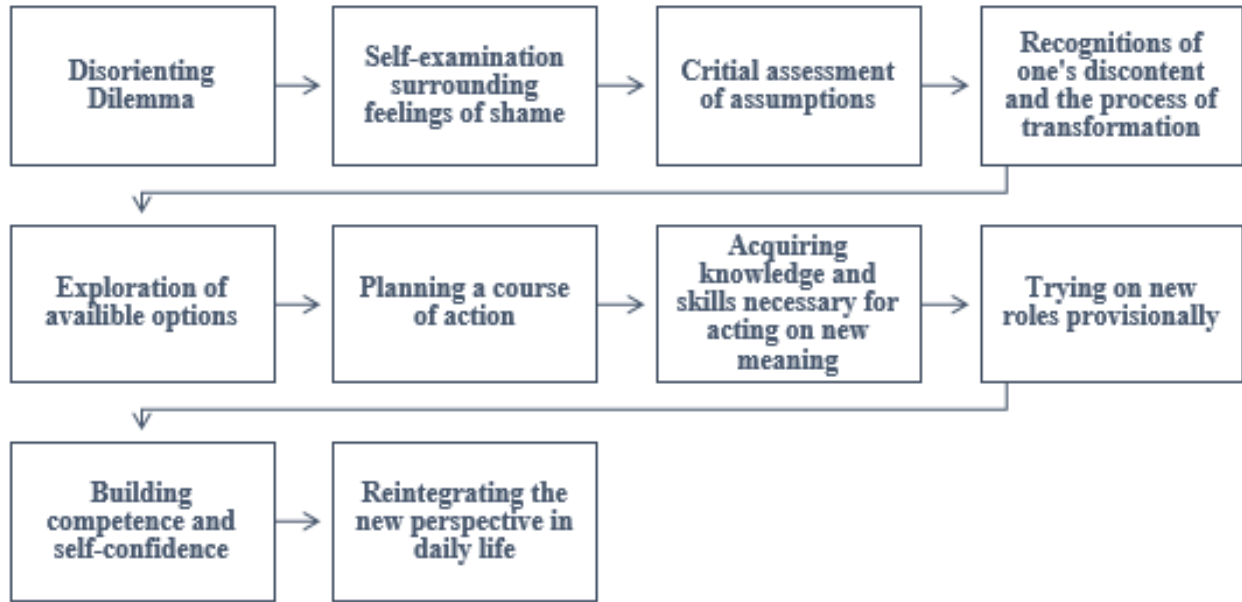 Disorienting
Dilemma
Self-examination
surrounding
feelings of shame
Critial assessment
of assumptions
Recognitions of
one's discontent
and the process of
transformation
Exploration of
availible options
Planning a course
of action
Acquiring
knowledge and
skills necessary for
acting on new
meaning
Trying on new
roles provisionally
Building
competence and
self-confidence
Reintegrating the
new perspective in
daily life